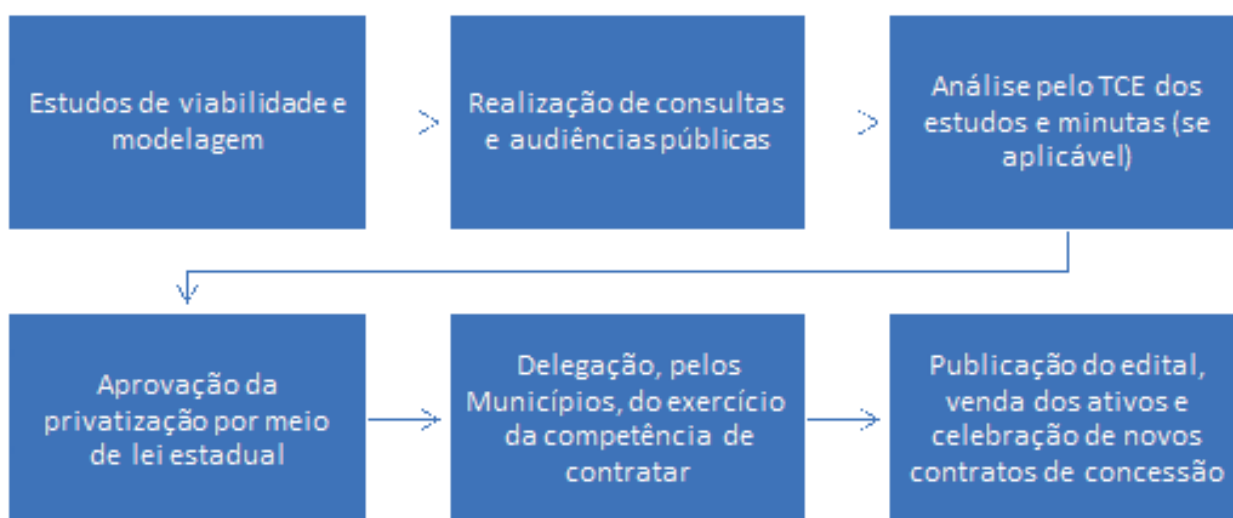 Estudos de viabilidade e
modelagem
>
Realização de consultas
e audiências públicas
>
Análise pelo TCE dos
estudos e minutas (se
aplicável)
Aprovação da
privatização por meio
de lei estadual
Delegação, pelos
Municípios, do exercício
da competência de
contratar
Publicação do edital,
venda dos ativos e
celebração de novos
contratos de concessão